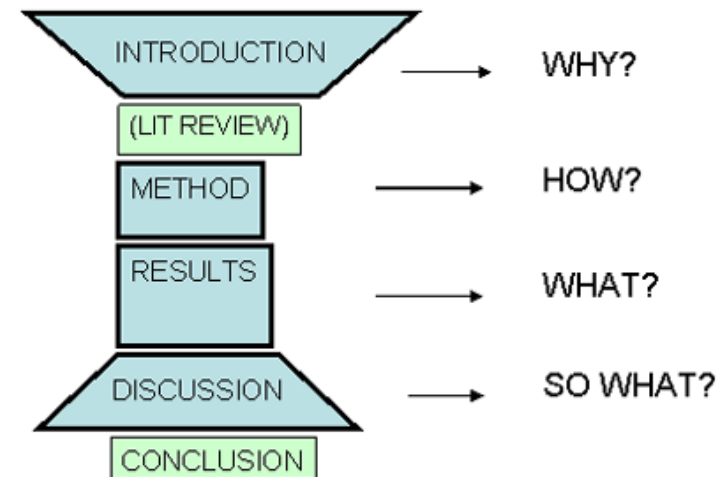 INTRODUCTION
WHY?
(LIT REVIEW)
METHOD
HOW?
RESULTS
WHAT?
DISCUSSION
SO WHAT?
CONCLUSION